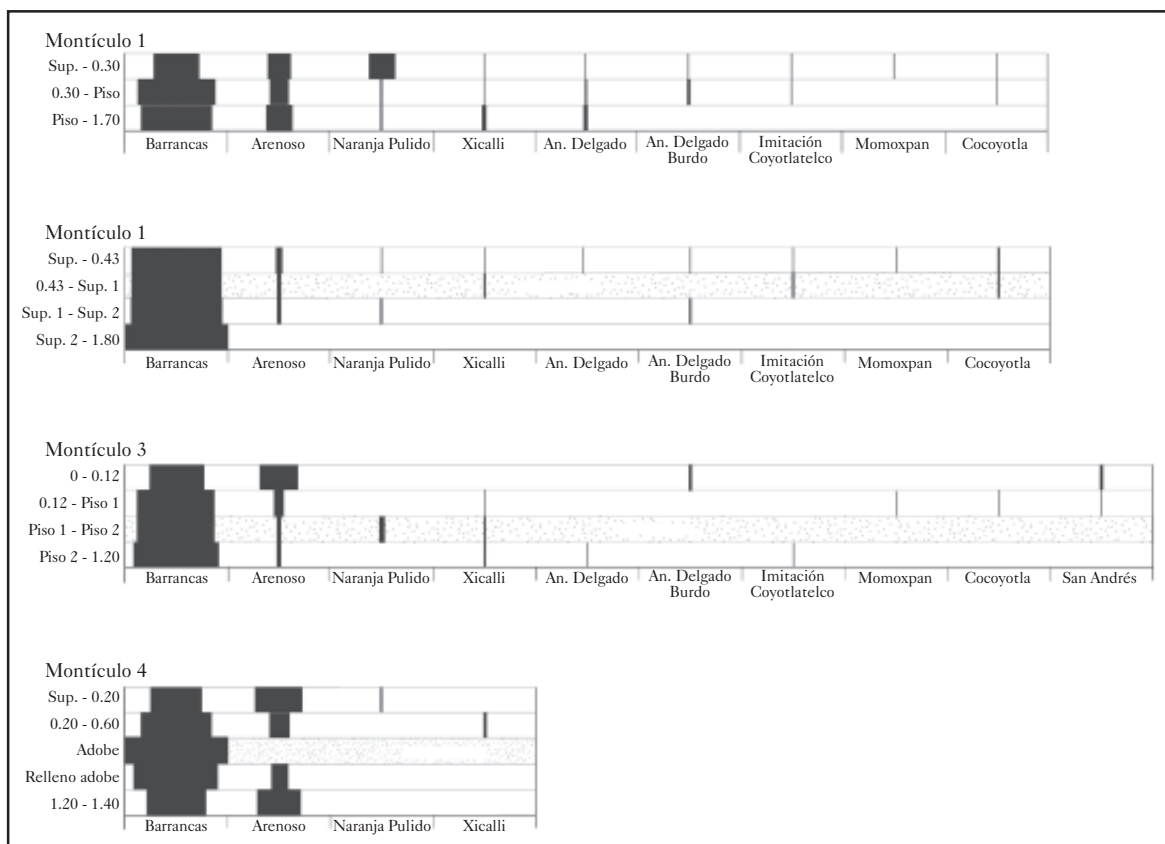 Montículo 1
Sup. - 0.30
0.30 - Piso
Piso - 1.70
Barrancas Arenoso Naranja Pulido Xicalli An. Delgado An. Delgado Burdo Imitación Coyotlatelco Momoxpan Cocoyotla
Montículo 1
Sup. - 0.43
0.43 - Sup. 1
Sup. 1 - Sup. 2
Sup. 2 - 1.80
Barrancas Arenoso Naranja Pulido Xicalli An. Delgado An. Delgado Burdo Imitación Coyotlatelco Momoxpan Cocoyotla
Montículo 3
0 - 0.12
0.12 - Piso 1
Piso 1 - Piso 2
Piso 2 - 1.20
Barrancas Arenoso Naranja Pulido Xicalli An. Delgado An. Delgado Burdo Imitación Coyotlatelco Momoxpan Cocoyotla San Andrés
Montículo 4
Sup. - 0.20
0.20 - 0.60
Adobe
Relleno adobe
1.20 - 1.40
Barrancas Arenoso Naranja Pulido Xicalli